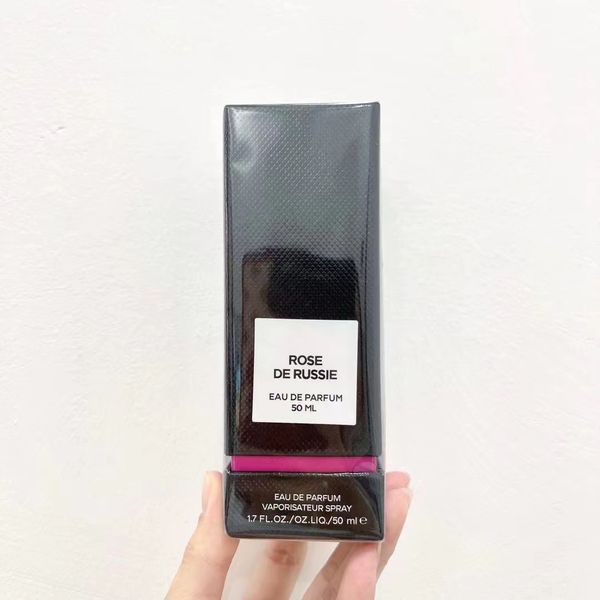 ROSE
DE RUSSIE
EAU DE PARFUM
50 ML
EAU DE PARFUM
VAPORISATEUR SPRAY
1.7 FL.OZ./OZ.LIQ./50 ml ℮